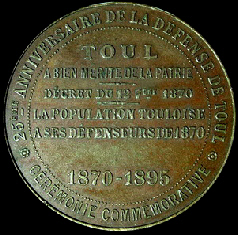 25ème ANNIVERSAIRE DE LA DÉFENSE DE TOUL
TOUL
A BIEN MÉRITÉ DE LA PATRIE
DÉCRET DU 1870
LA POPULATION TOULOISE
A SES DÉFENSEURS DE 1870
1870-1895
CÉRÉMONIE COMMÉMORATIVE